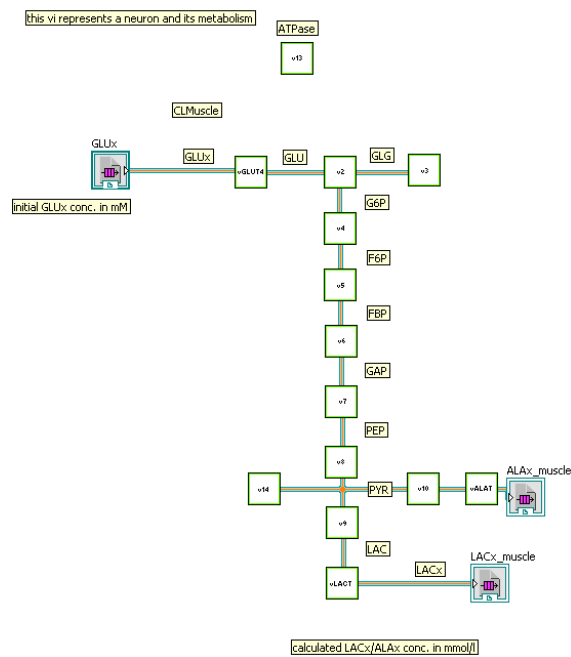 this vi represents a neuron and its metabolism
ATPase
v13
CLMuscle
GLUx
GLUx
GLU
GLG
vGLUT4
v2
v3
initial GLUx conc. in mM
G6P
v4
F6P
v5
FBP
v6
GAP
v7
PEP
v8
ALAx_muscle
v14
PYR
v10
vALAT
v9
LAC
LACx_muscle
LACx
vLACT
calculated LACx/ALAx conc. in mmol/l